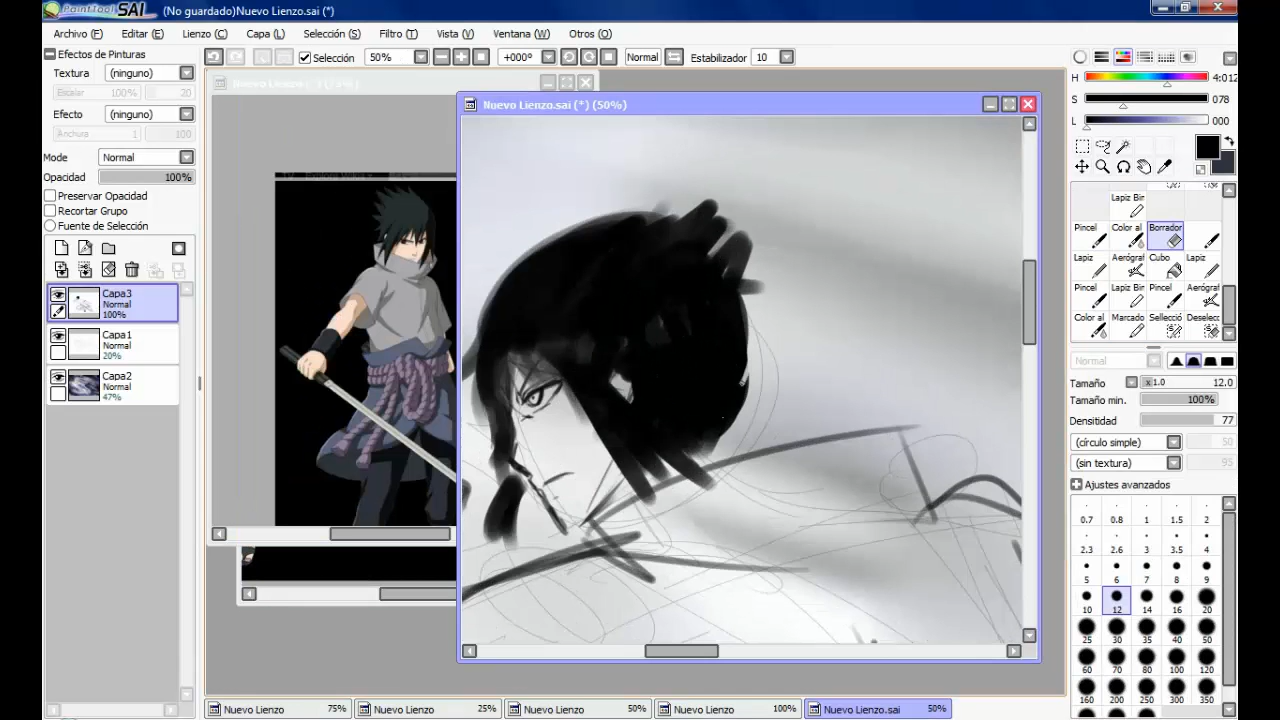 PaintTool SAI (No guardado)Nuevo Lienzo.sai (*)
Archivo (F) Editar (E) Lienzo (C) Capa (L) Selección (S) Filtro (T) Vista (V) Ventana (W) Otros (O)
Selección 50% +000º Normal Estabilizador 10
Efectos de Pinturas
Textura (ninguno)
Escalar 100% 20
Efecto (ninguno)
Anchura 1 100
Mode Normal
Opacidad 100%
Preservar Opacidad
Recortar Grupo
Fuente de Selección
Capa3
Normal
100%
Capa1
Normal
20%
Capa2
Normal
47%
Nuevo Lienzo.sai (*) (50%)
H 4:012
S 078
L 000
Lapiz Bin
Pincel Color al Borrador
Lapiz Aerógraf Cubo Lapiz
Pincel Lapiz Bin Pincel Aerógraf
Color al Marcado Sellecció Deselecc
Normal
Tamaño x1.0 12.0
Tamaño min. 100%
Densitidad 77
(círculo simple) 50
(sin textura) 95
Ajustes avanzados
0.7 0.8 1 1.5 2
2.3 2.6 3 3.5 4
5 6 7 8 9
10 12 14 16 20
25 30 35 40 50
60 70 80 100 120
160 200 250 300 350
Nuevo Lienzo 75% Nuevo Lienzo 25% Nuevo Lienzo 50% Nuevo Lienzo 100% Nuevo Lienzo.sai 50%